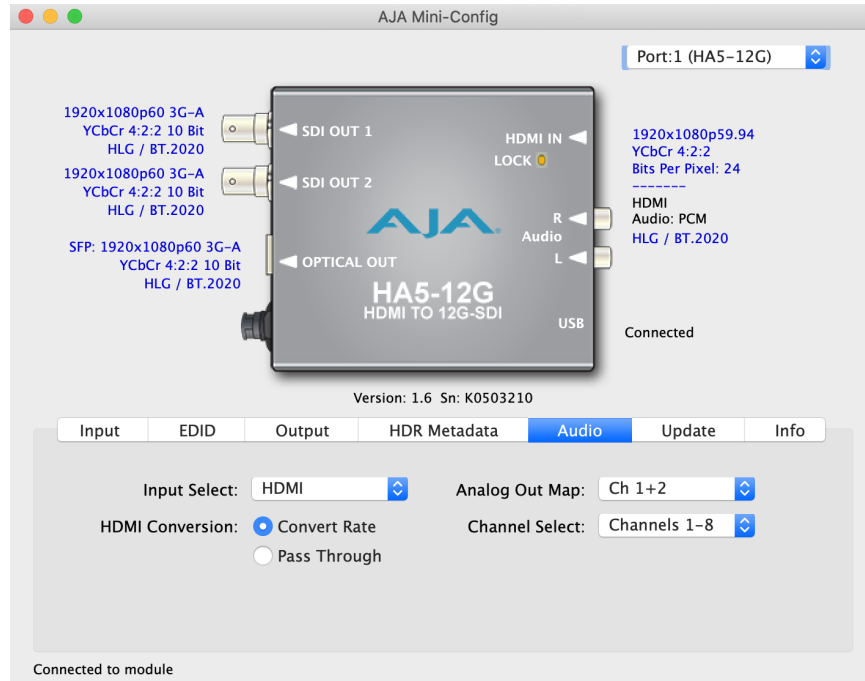 AJA Mini-Config
Port:1 (HA5-12G)
1920x1080p60 3G-A
YCbCr 4:2:2 10 Bit
HLG / BT.2020
1920x1080p60 3G-A
YCbCr 4:2:2 10 Bit
HLG / BT.2020
SFP: 1920x1080p60 3G-A
YCbCr 4:2:2 10 Bit
HLG / BT.2020
SDI OUT 1
SDI OUT 2
OPTICAL OUT
HDMI IN
LOCK
AJA
R
Audio
L
HA5-12G
HDMI TO 12G-SDI
USB
1920x1080p59.94
YCbCr 4:2:2
Bits Per Pixel: 24
-------
HDMI
Audio: PCM
HLG / BT.2020
Connected
Version: 1.6 Sn: K0503210
Input EDID Output HDR Metadata Audio Update Info
Input Select: HDMI Analog Out Map: Ch 1+2
HDMI Conversion: Convert Rate Channel Select: Channels 1-8
Pass Through
Connected to module